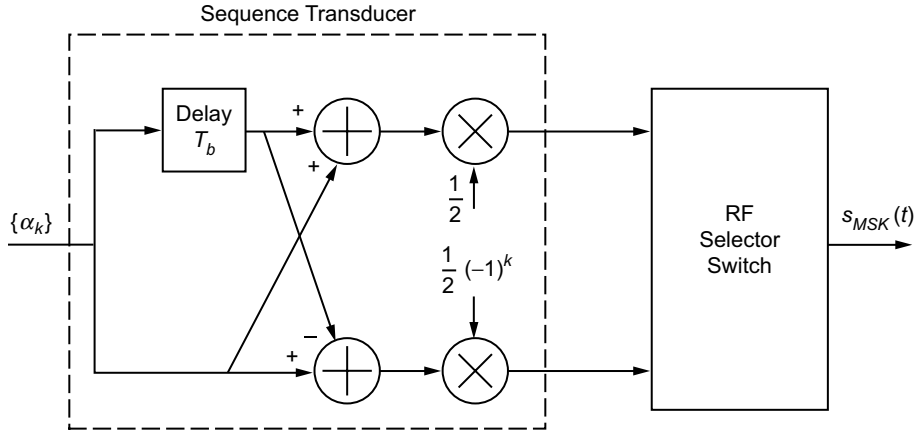 Sequence Transducer
Delay
T_b
+
+
{α_k}
1/2
1/2 (−1)^k
−
+
RF
Selector
Switch
s_MSK (t)